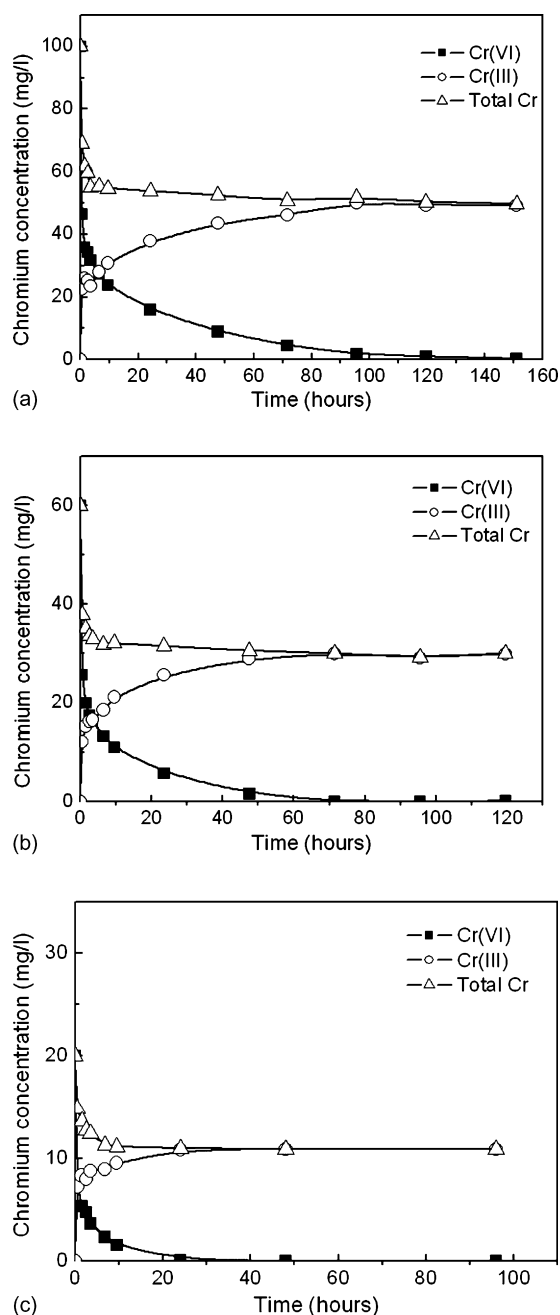 100
80
60
40
20
0
Chromium concentration (mg/l)
Cr(VI)
Cr(III)
Total Cr
0 20 40 60 80 100 120 140 160
Time (hours)
(a)
60
40
20
0
Chromium concentration (mg/l)
Cr(VI)
Cr(III)
Total Cr
0 20 40 60 80 100 120
Time (hours)
(b)
30
20
10
0
Chromium concentration (mg/l)
Cr(VI)
Cr(III)
Total Cr
0 20 40 60 80 100
Time (hours)
(c)